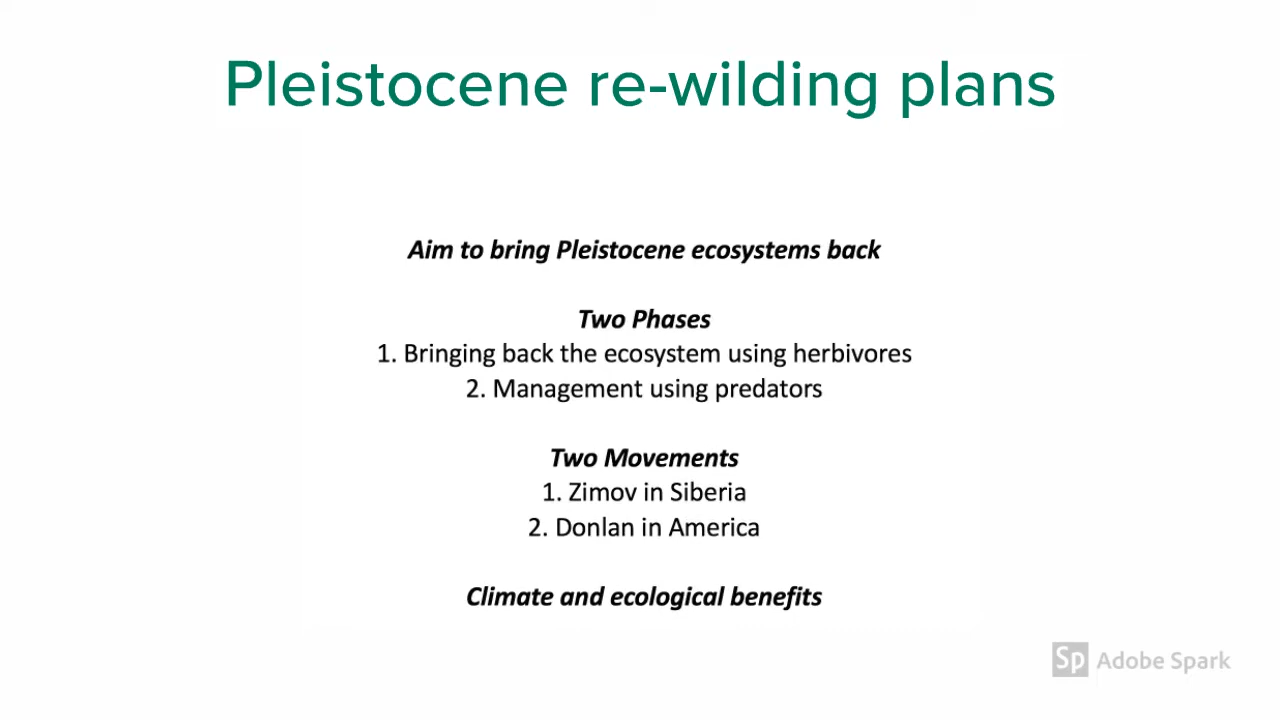 Pleistocene re-wilding plans
Aim to bring Pleistocene ecosystems back
Two Phases
1. Bringing back the ecosystem using herbivores
2. Management using predators
Two Movements
1. Zimov in Siberia
2. Donlan in America
Climate and ecological benefits
Sp Adobe Spark